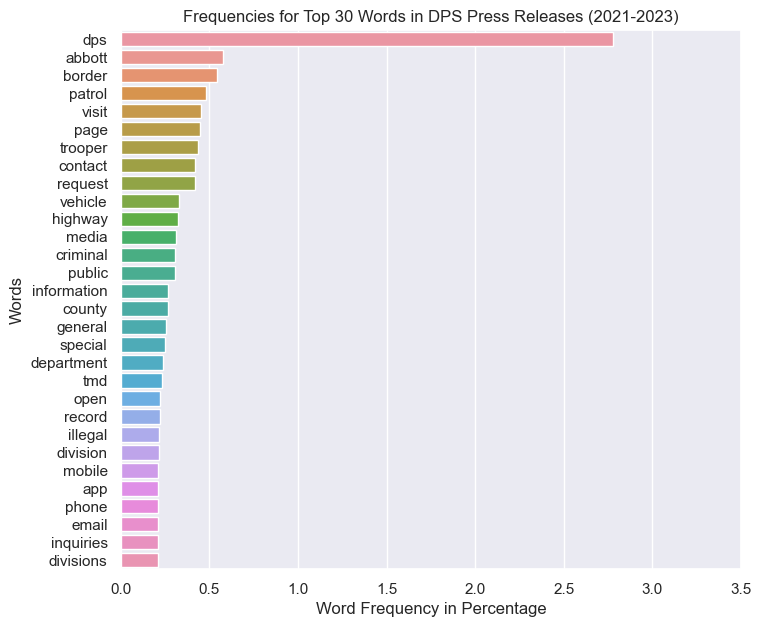 Frequencies for Top 30 Words in DPS Press Releases (2021-2023)
dps
abbott
border
patrol
visit
page
trooper
contact
request
vehicle
highway
media
criminal
public
information
county
general
special
department
tmd
open
record
illegal
division
mobile
app
phone
email
inquiries
divisions
Words
0.0 0.5 1.0 1.5 2.0 2.5 3.0 3.5
Word Frequency in Percentage